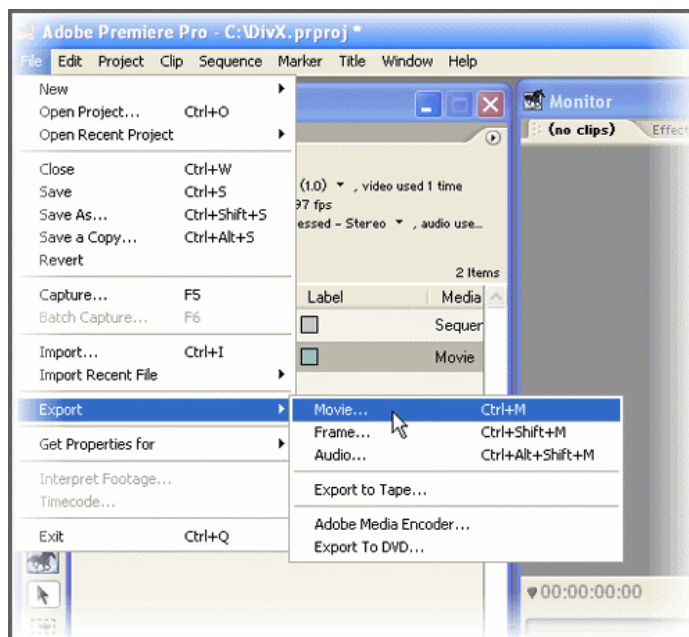 Adobe Premiere Pro - C:\DivX.prproj *
File Edit Project Clip Sequence Marker Title Window Help
New
Open Project... Ctrl+O
Open Recent Project
Close Ctrl+W
Save Ctrl+S
Save As... Ctrl+Shift+S
Save a Copy... Ctrl+Alt+S
Revert
Capture... F5
Batch Capture... F6
Import... Ctrl+I
Import Recent File
Export
Get Properties for
Interpret Footage...
Timecode...
Exit Ctrl+Q
Movie... Ctrl+M
Frame... Ctrl+Shift+M
Audio... Ctrl+Alt+Shift+M
Export to Tape...
Adobe Media Encoder...
Export To DVD...
(1.0) , video used 1 time
97 fps
essed - Stereo , audio use...
2 Items
Label Media
Sequer
Movie
Monitor
(no clips) Effect
00:00:00:00